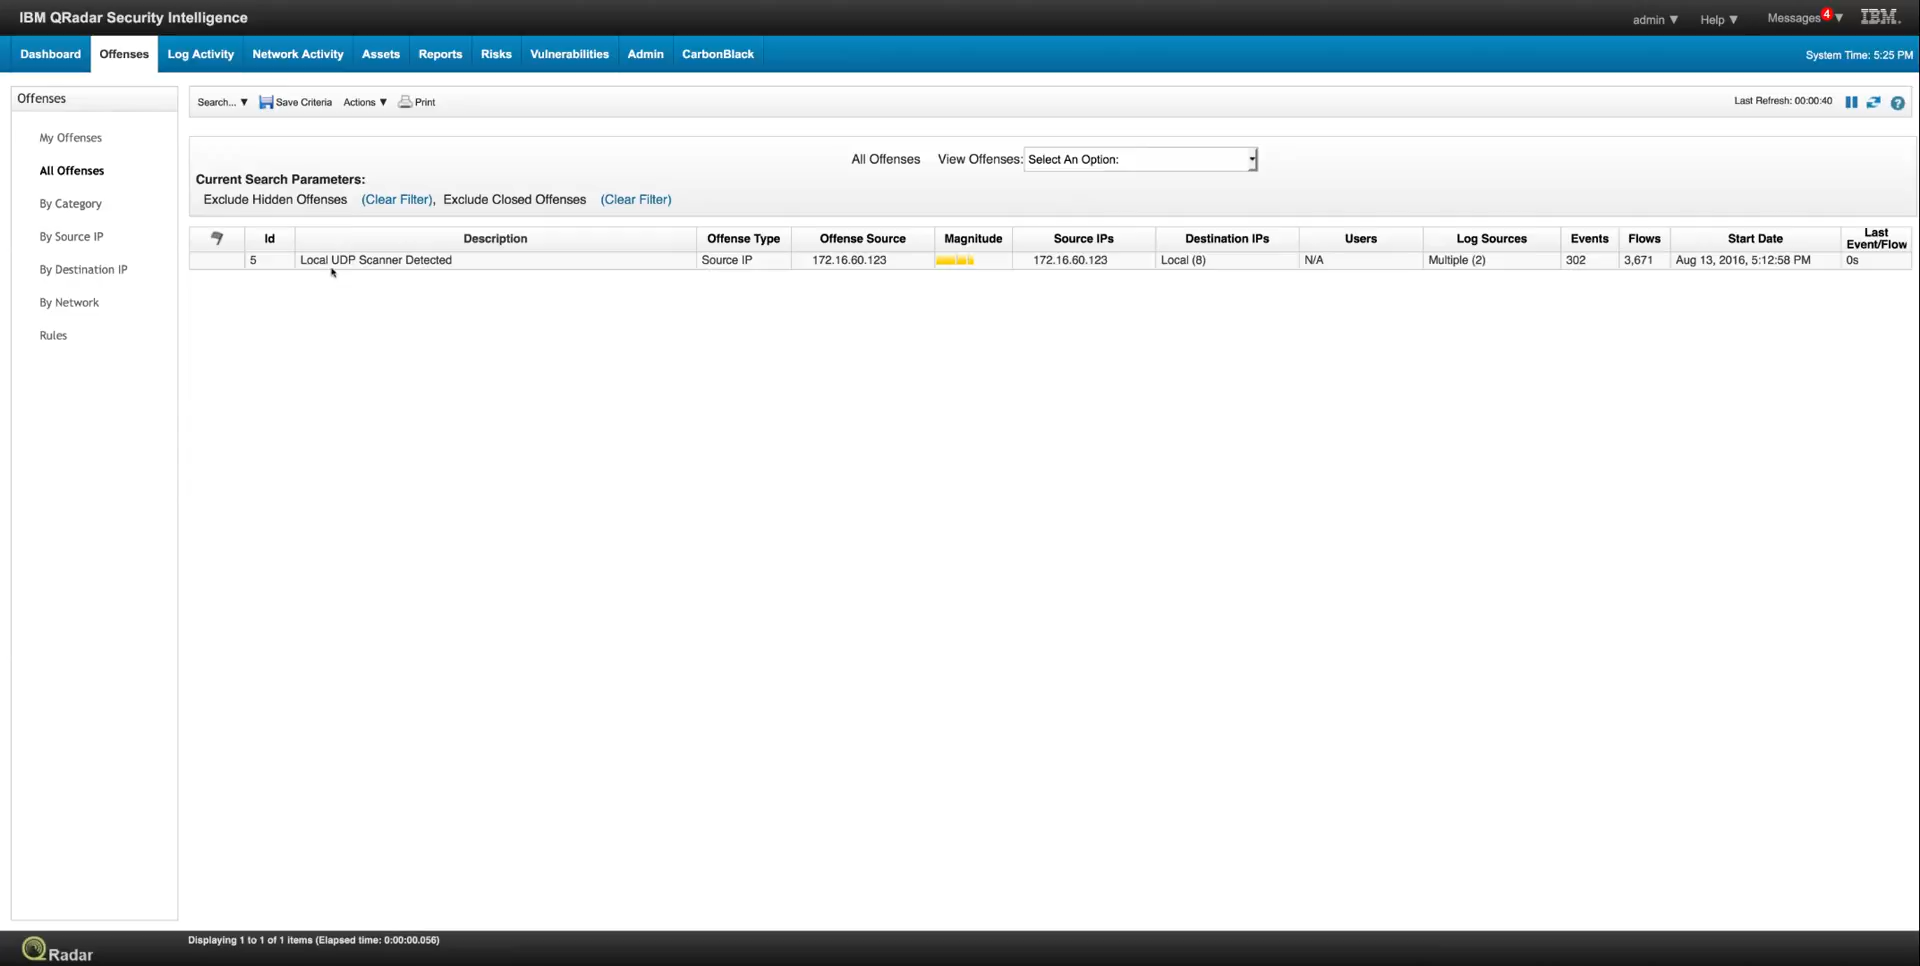 IBM QRadar Security Intelligence
admin ▼ Help ▼ Messages 4 ▼ IBM.
Dashboard Offenses Log Activity Network Activity Assets Reports Risks Vulnerabilities Admin CarbonBlack System Time: 5:25 PM
Offenses
My Offenses
All Offenses
By Category
By Source IP
By Destination IP
By Network
Rules
Search... ▼ Save Criteria Actions ▼ Print Last Refresh: 00:00:40 ?
All Offenses View Offenses: Select An Option:
Current Search Parameters:
Exclude Hidden Offenses (Clear Filter), Exclude Closed Offenses (Clear Filter)
Id Description Offense Type Offense Source Magnitude Source IPs Destination IPs Users Log Sources Events Flows Start Date Last Event/Flow
5 Local UDP Scanner Detected Source IP 172.16.60.123 172.16.60.123 Local (8) N/A Multiple (2) 302 3,671 Aug 13, 2016, 5:12:58 PM 0s
QRadar
Displaying 1 to 1 of 1 items (Elapsed time: 0:00:00.056)